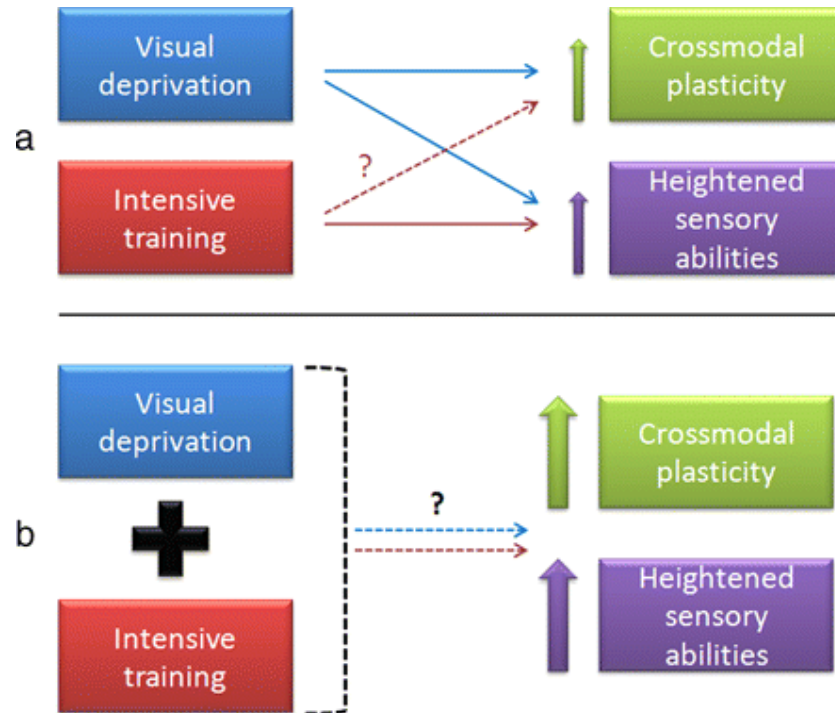 Visual
deprivation
Crossmodal
plasticity
a
?
Intensive
training
Heightened
sensory
abilities
Visual
deprivation
Crossmodal
plasticity
?
b
Intensive
training
Heightened
sensory
abilities